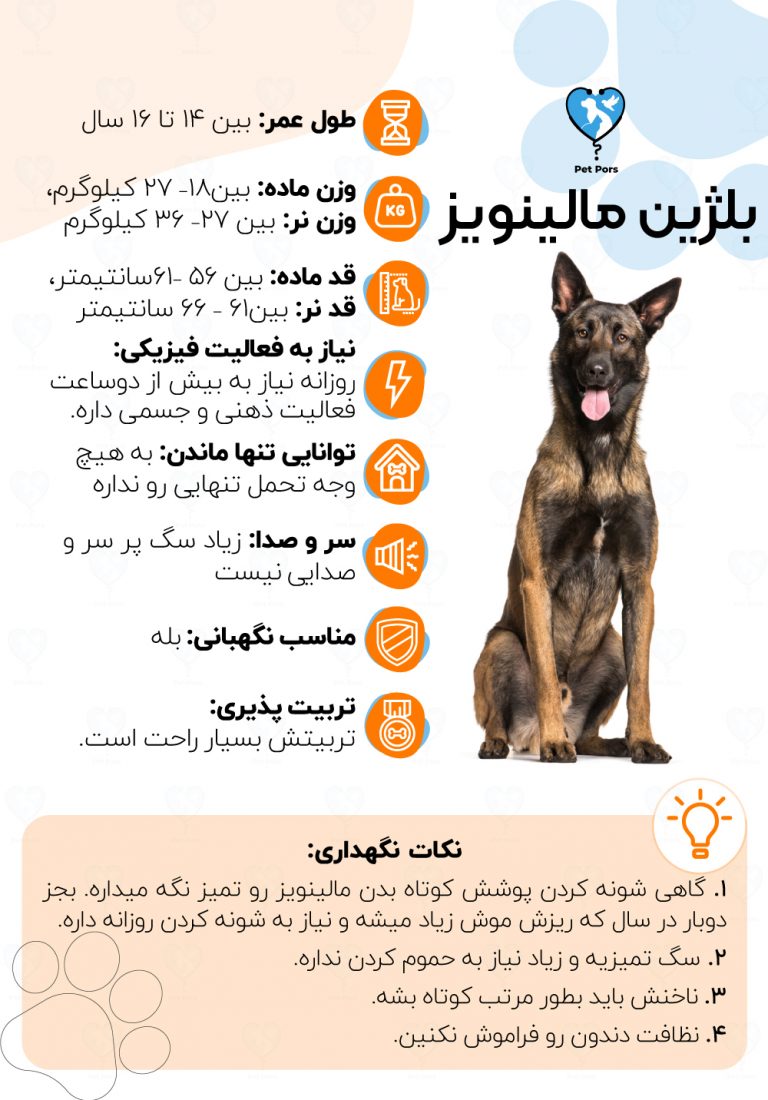 Pet Pors
بلژین مالینویز
طول عمر: بین ۱۴ تا ۱۶ سال
وزن ماده: بین۱۸- ۲۷ کیلوگرم،
وزن نر: بین ۲۷- ۳۶ کیلوگرم
KG
قد ماده: بین ۵۶ -۶۱سانتیمتر،
قد نر: بین۶۱ - ۶۶ سانتیمتر
نیاز به فعالیت فیزیکی:
روزانه نیاز به بیش از دوساعت
فعالیت ذهنی و جسمی داره.
توانایی تنها ماندن: به هیچ
وجه تحمل تنهایی رو نداره
سر و صدا: زیاد سگ پر سر و
صدایی نیست
مناسب نگهبانی: بله
تربیت پذیری:
تربیتش بسیار راحت است.
نکات نگهداری:
۱. گاهی شونه کردن پوشش کوتاه بدن مالینویز رو تمیز نگه میداره. بجز
دوبار در سال که ریزش موش زیاد میشه و نیاز به شونه کردن روزانه داره.
۲. سگ تمیزیه و زیاد نیاز به حموم کردن نداره.
۳. ناخنش باید بطور مرتب کوتاه بشه.
۴. نظافت دندون رو فراموش نکنین.